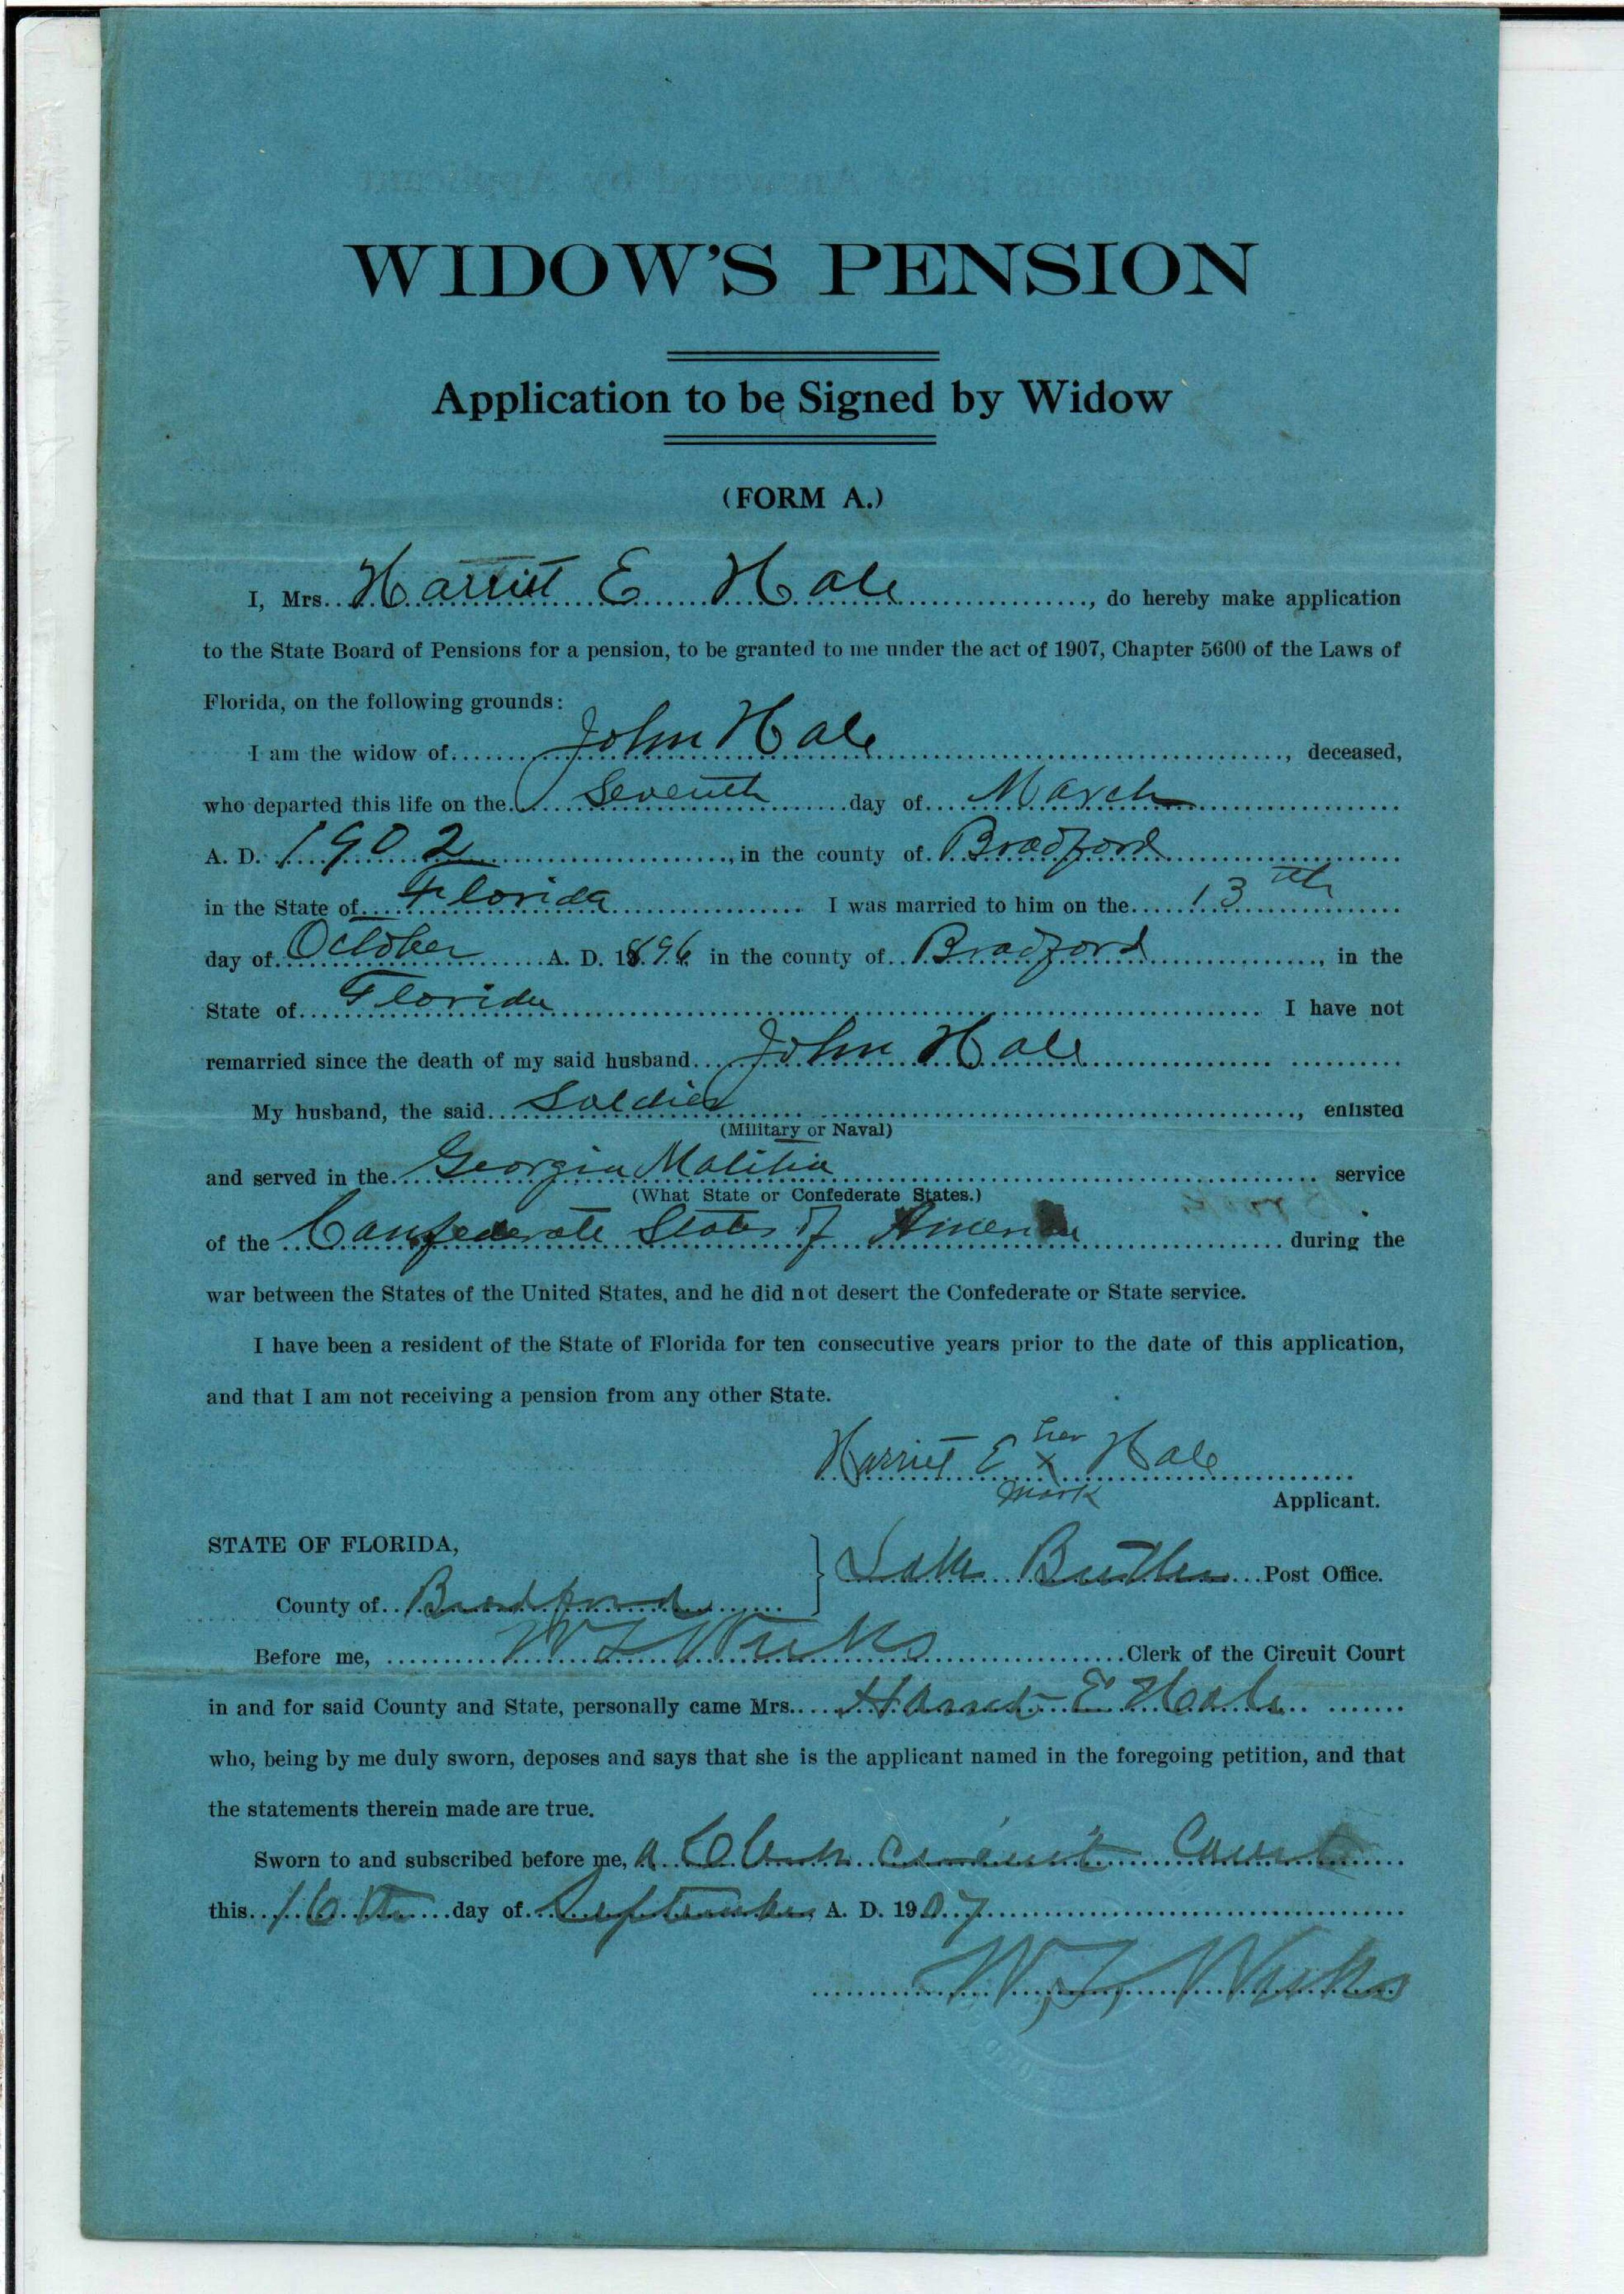 WIDOW'S PENSION
Application to be Signed by Widow
(FORM A.)
I, Mrs. Harriet E Hale, do hereby make application
to the State Board of Pensions for a pension, to be granted to me under the act of 1907, Chapter 5600 of the Laws of
Florida, on the following grounds:
I am the widow of John Hale, deceased,
who departed this life on the Seventh day of March
A. D. 1902, in the county of Bradford
in the State of Florida I was married to him on the 13th
day of October A. D. 1896 in the county of Bradford, in the
State of Florida I have not
remarried since the death of my said husband John Hale
My husband, the said Soldier, enlisted
(Military or Naval)
and served in the Georgia Malitia service
(What State or Confederate States.)
of the Confederate States of America during the
war between the States of the United States, and he did not desert the Confederate or State service.
I have been a resident of the State of Florida for ten consecutive years prior to the date of this application,
and that I am not receiving a pension from any other State.
her
Harriet E x Hale
mark
Applicant.
STATE OF FLORIDA,
Lake Butler Post Office.
County of Bradford
Before me, W T Weeks Clerk of the Circuit Court
in and for said County and State, personally came Mrs. Harriet E Hale
who, being by me duly sworn, deposes and says that she is the applicant named in the foregoing petition, and that
the statements therein made are true.
Sworn to and subscribed before me, a Clerk Circuit Court
this 16th day of September, A. D. 1907
W. T. Weeks